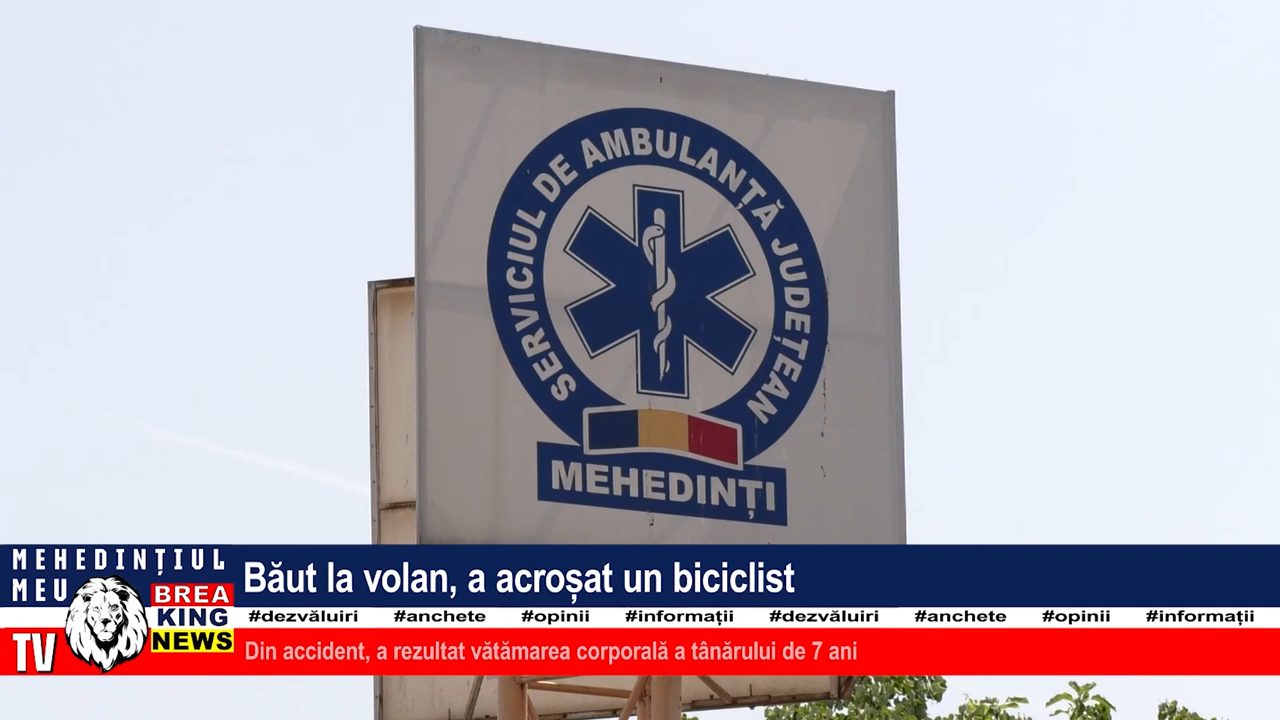 SERVICIUL DE AMBULANȚĂ JUDEȚEAN
MEHEDINȚI
MEHEDINȚIUL
MEU
TV
BREA
KING
NEWS
Băut la volan, a acroșat un biciclist
#dezvăluiri #anchete #opinii #informații #dezvăluiri #anchete #opinii #informații
Din accident, a rezultat vătămarea corporală a tânărului de 7 ani